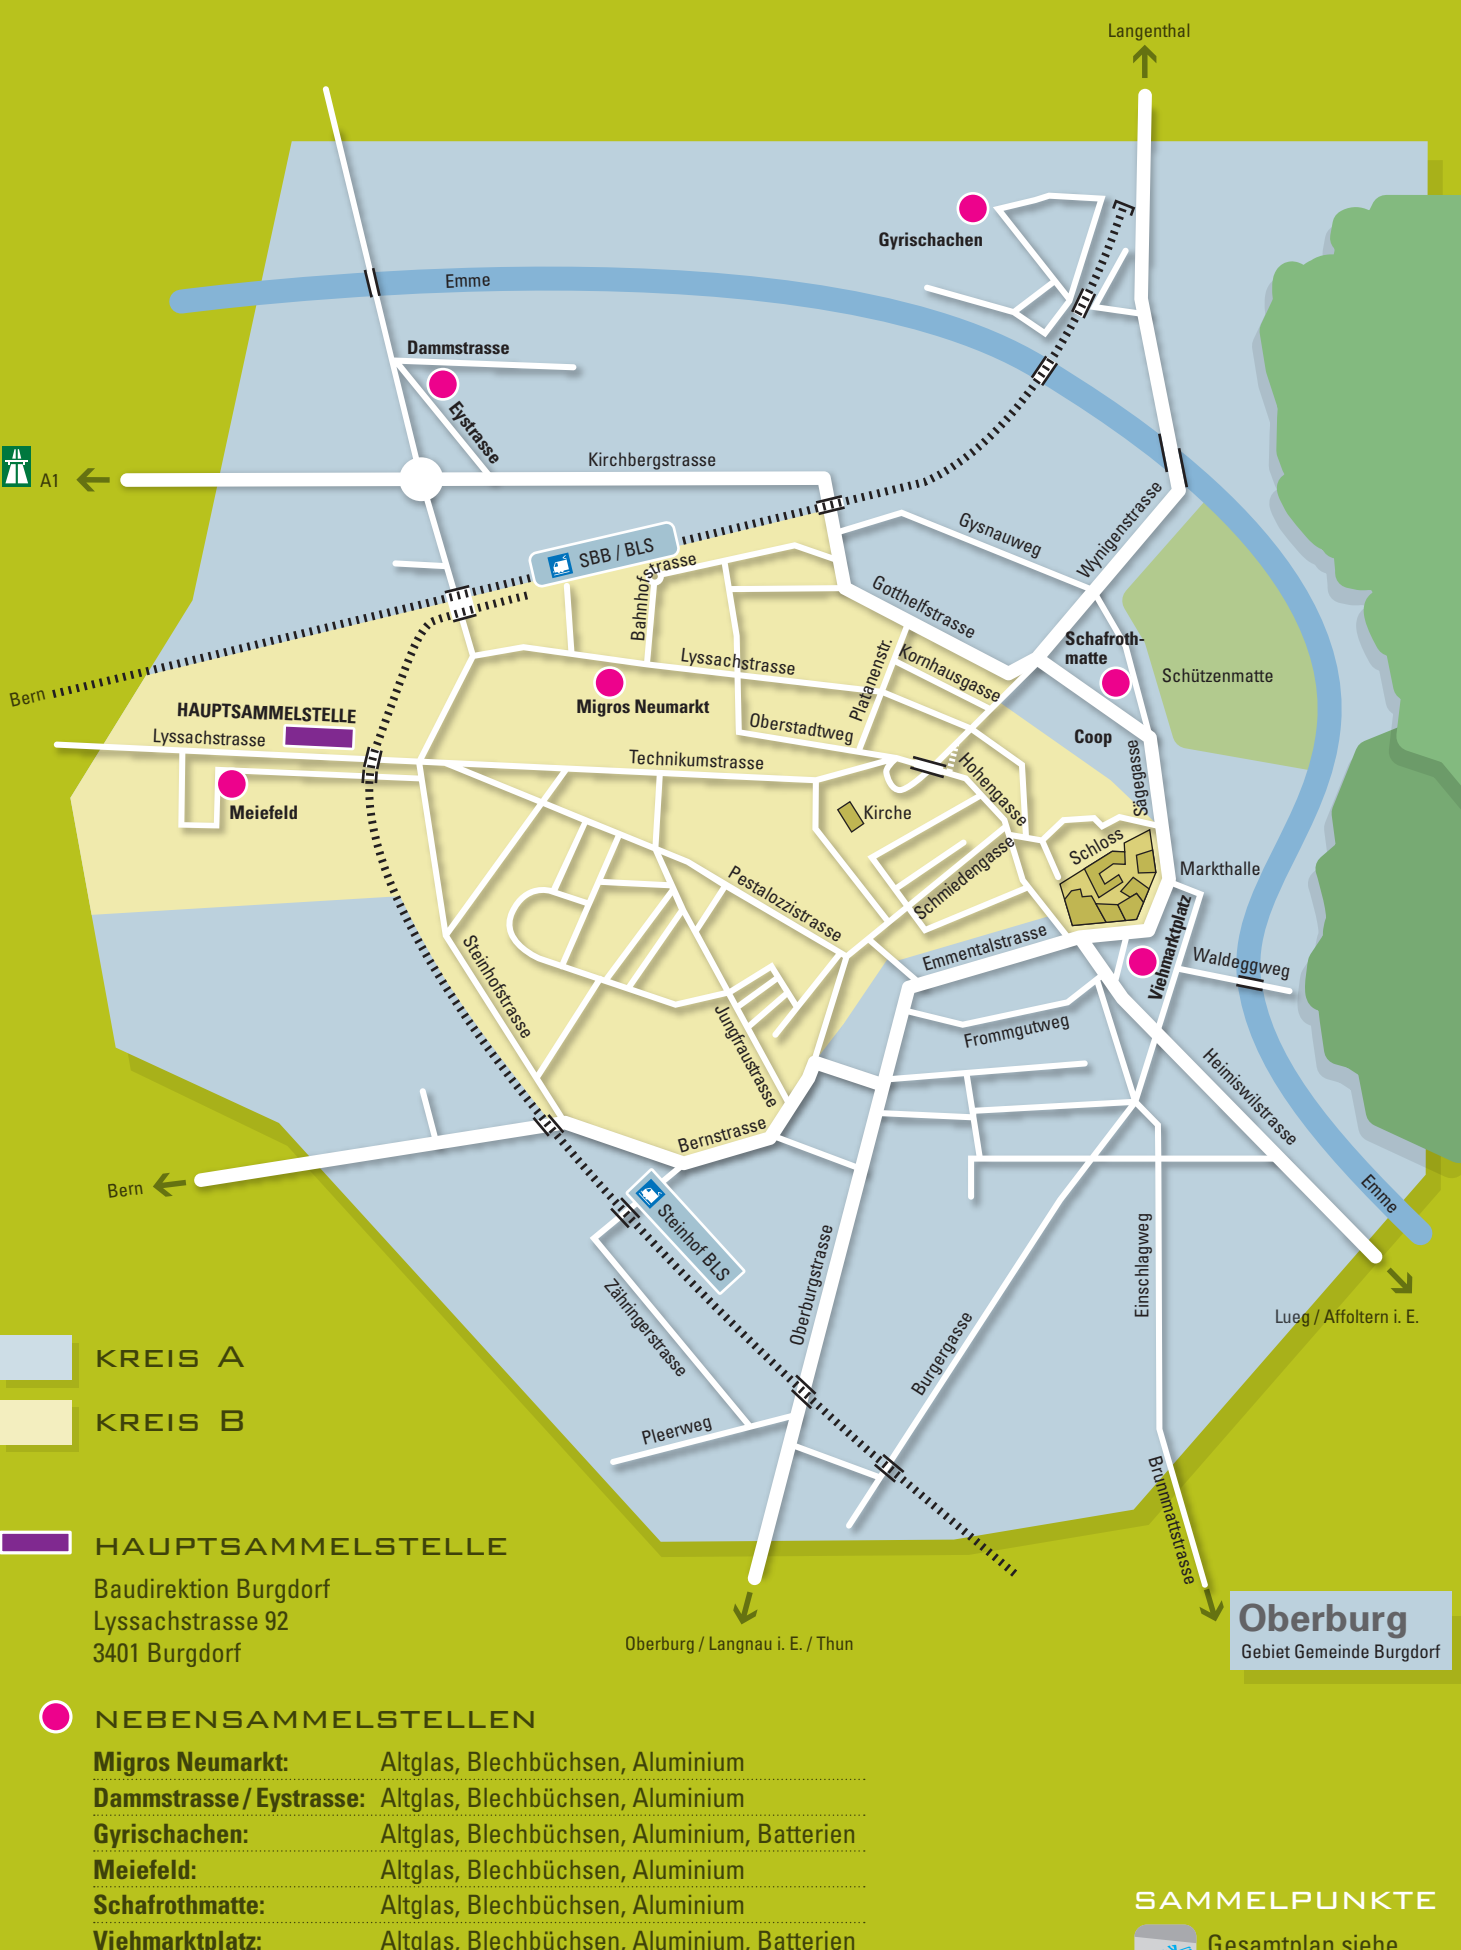 Langenthal
Gyrischachen
Emme
Dammstrasse
Eystrasse
A1
Kirchbergstrasse
SBB / BLS
Bahnhofstrasse
Gysnauweg
Wynigenstrasse
Gotthelfstrasse
Schafroth-
matte
Schützenmatte
Bern
Lyssachstrasse
Platanenstr.
Kornhausgasse
Migros Neumarkt
HAUPTSAMMELSTELLE
Lyssachstrasse
Oberstadtweg
Coop
Technikumstrasse
Hohengasse
Sägegasse
Meiefeld
Kirche
Schmiedengasse
Schloss
Markthalle
Pestalozzistrasse
Viehmarktplatz
Emmentalstrasse
Waldeggweg
Steinhofstrasse
Jungfraustrasse
Frommgutweg
Heimiswilstrasse
Bernstrasse
Bern
Emme
Steinhof BLS
Zähringerstrasse
Oberburgstrasse
Burgergasse
Einschlagweg
Lueg / Affoltern i. E.
Pleerweg
Brunnmattstrasse
KREIS A
KREIS B
HAUPTSAMMELSTELLE
Baudirektion Burgdorf
Lyssachstrasse 92
3401 Burgdorf
Oberburg / Langnau i. E. / Thun
Oberburg
Gebiet Gemeinde Burgdorf
NEBENSAMMELSTELLEN
Migros Neumarkt: Altglas, Blechbüchsen, Aluminium
Dammstrasse / Eystrasse: Altglas, Blechbüchsen, Aluminium
Gyrischachen: Altglas, Blechbüchsen, Aluminium, Batterien
Meiefeld: Altglas, Blechbüchsen, Aluminium
Schafrothmatte: Altglas, Blechbüchsen, Aluminium
Viehmarktplatz: Altglas, Blechbüchsen, Aluminium, Batterien
SAMMELPUNKTE
Gesamtplan siehe